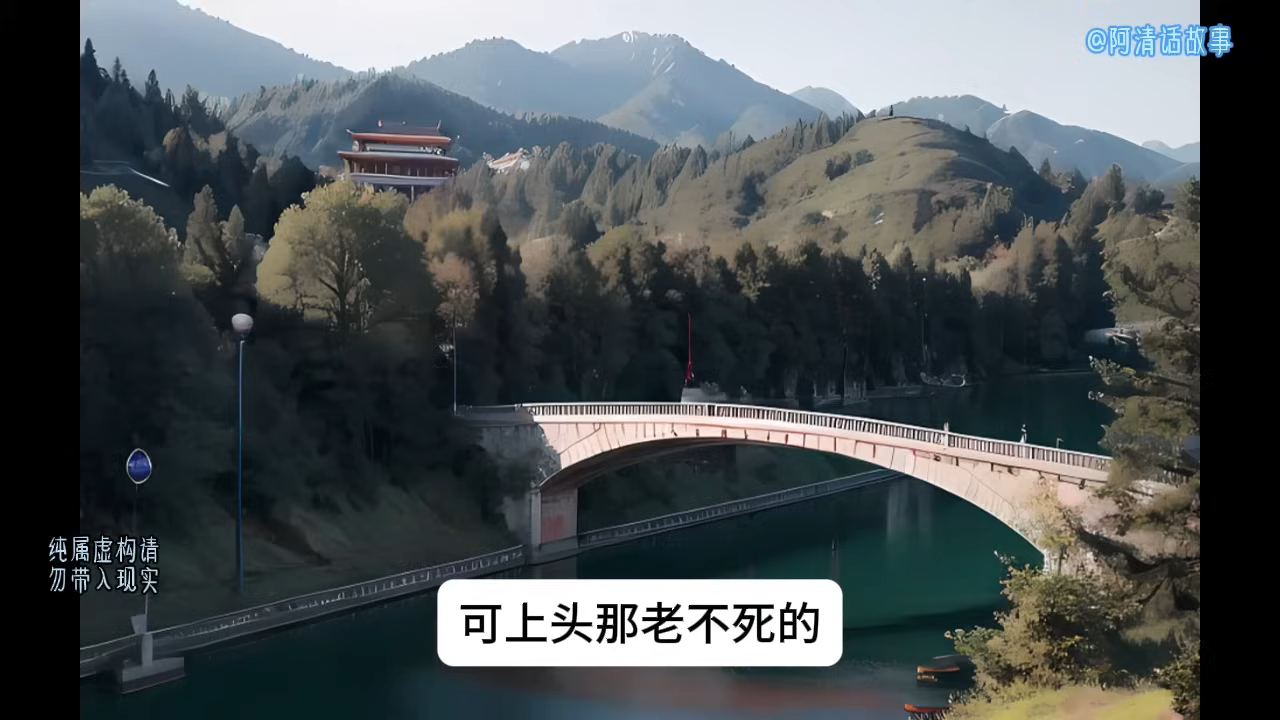 @阿清话故事
纯属虚构请
勿带入现实
可上头那老不死的